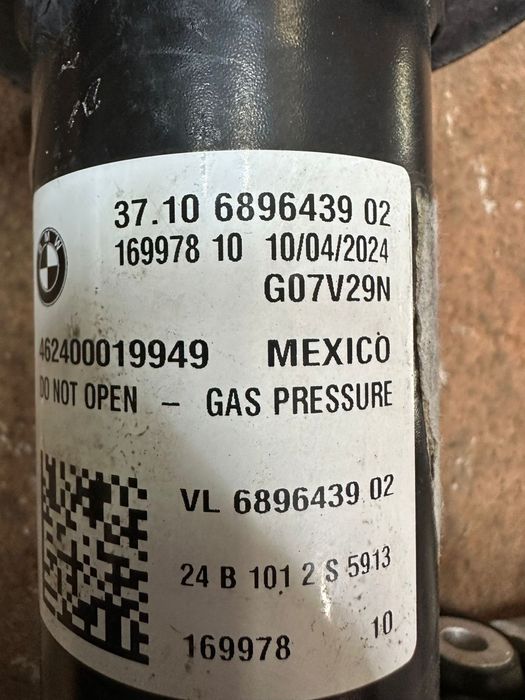 37.10 6896439 02
169978 10 10/04/2024
G07V29N
BMW
462400019949 MEXICO
DO NOT OPEN – GAS PRESSURE
VL 6896439 02
24 B 101 2 S 5913
169978 10